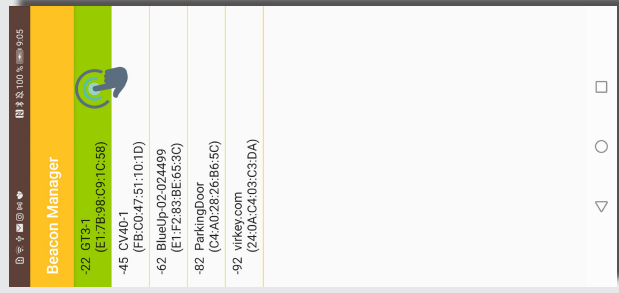 100 % 9:05
Beacon Manager
-22 GT3-1
(E1:7B:98:C9:1C:58)
-45 CV40-1
(FB:C0:47:51:10:1D)
-62 BlueUp-02-024499
(E1:F2:83:BE:65:3C)
-82 ParkingDoor
(C4:A0:28:26:B6:5C)
-92 virkey.com
(24:0A:C4:03:C3:DA)